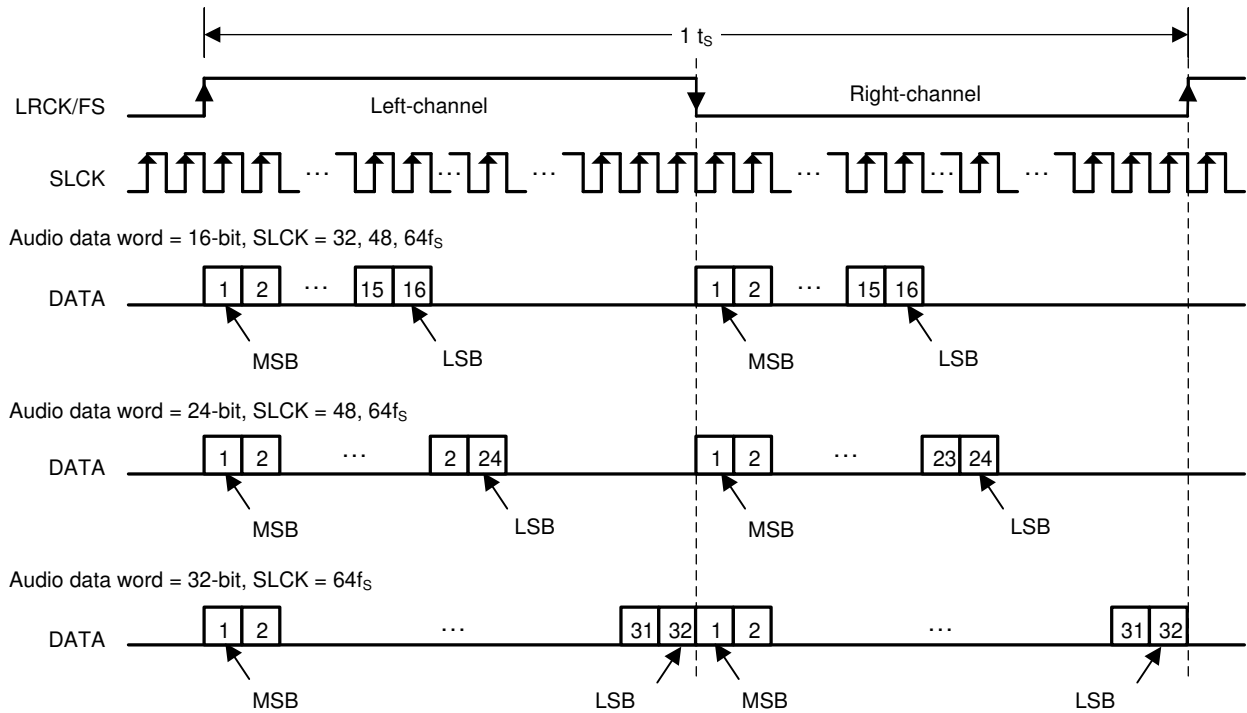 1 tS
LRCK/FS
Left-channel
Right-channel
SLCK
... ... ... ... ... ...
Audio data word = 16-bit, SLCK = 32, 48, 64fS
DATA
1 2 ... 15 16 1 2 ... 15 16
MSB LSB MSB LSB
Audio data word = 24-bit, SLCK = 48, 64fS
DATA
1 2 ... 2 24 1 2 ... 23 24
MSB LSB MSB LSB
Audio data word = 32-bit, SLCK = 64fS
DATA
1 2 ... 31 32 1 2 ... 31 32
MSB LSB MSB LSB